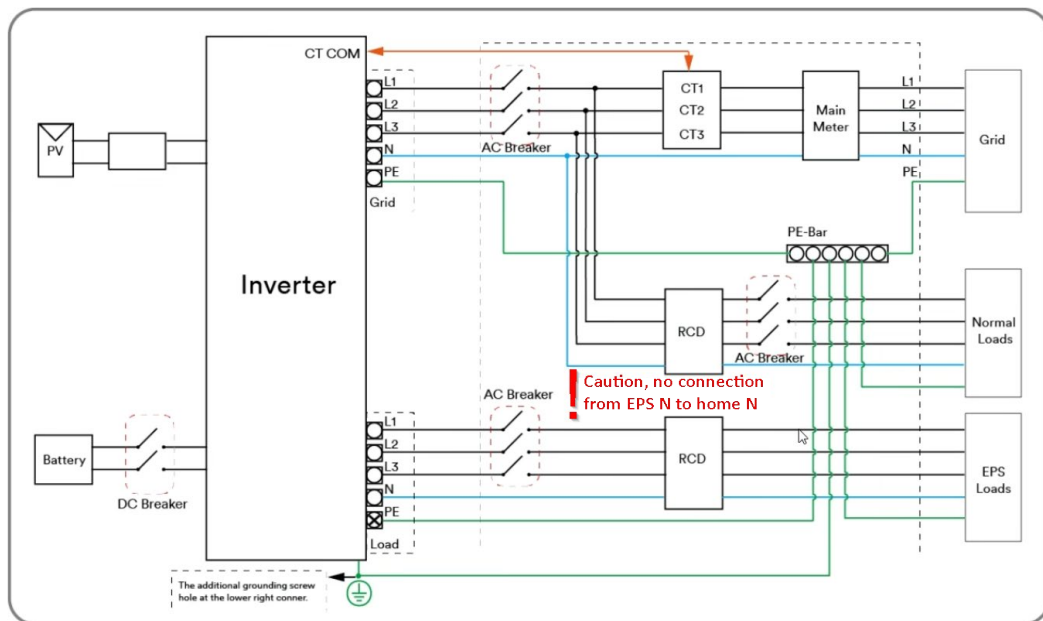 CT COM
L1
L2
L3
N
PE
Grid
AC Breaker
CT1
CT2
CT3
Main
Meter
L1
L2
L3
N
PE
Grid
PV
PE-Bar
Inverter
RCD
AC Breaker
Normal
Loads
! Caution, no connection
from EPS N to home N
AC Breaker
L1
L2
L3
N
PE
Load
RCD
EPS
Loads
Battery
DC Breaker
The additional grounding screw
hole at the lower right conner.